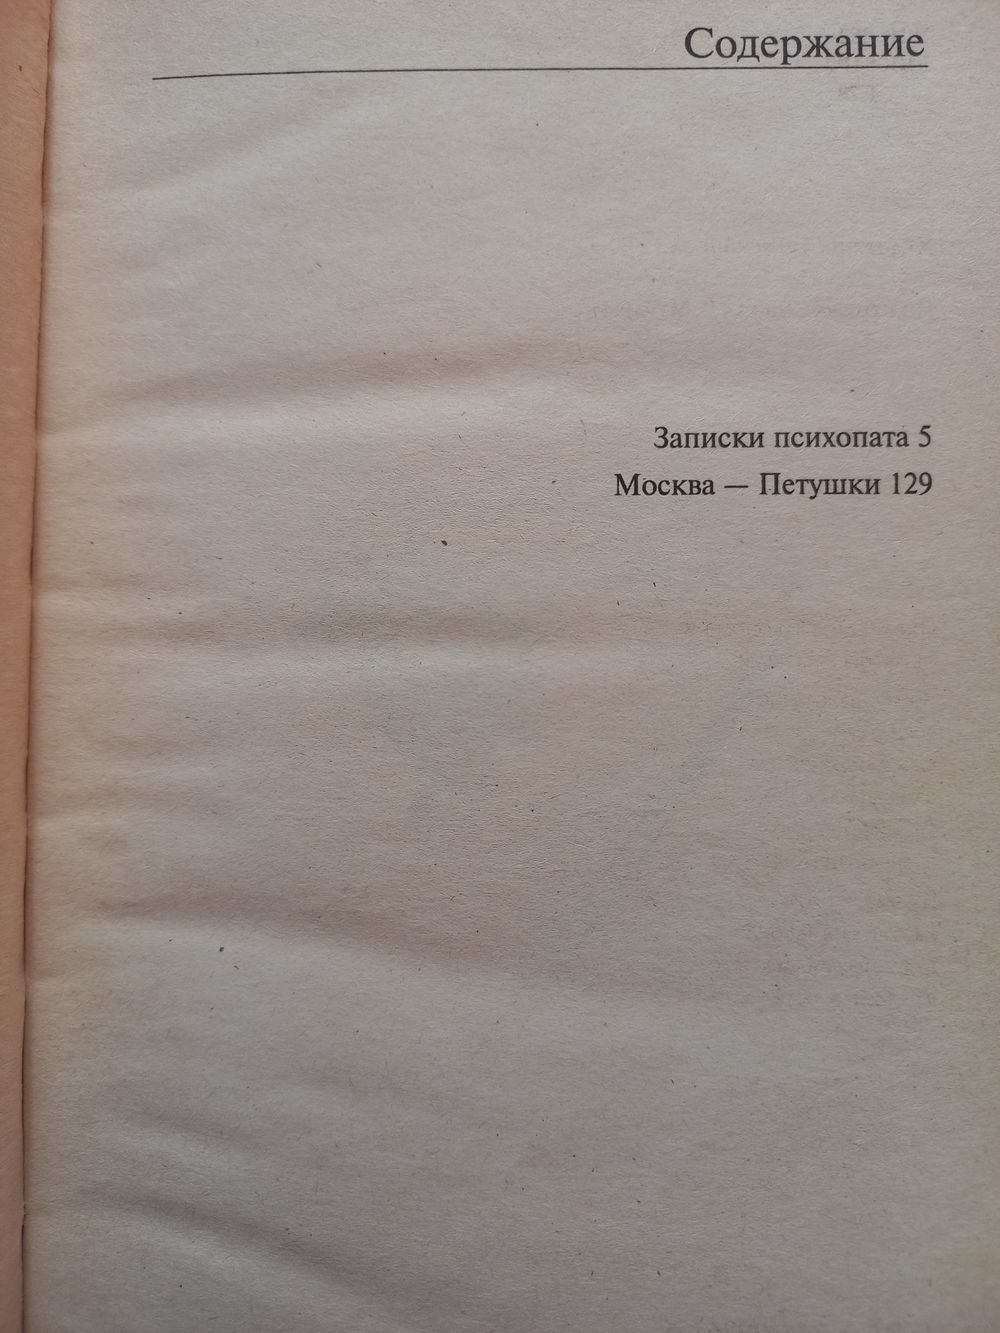 Содержание
Записки психопата 5
Москва — Петушки 129